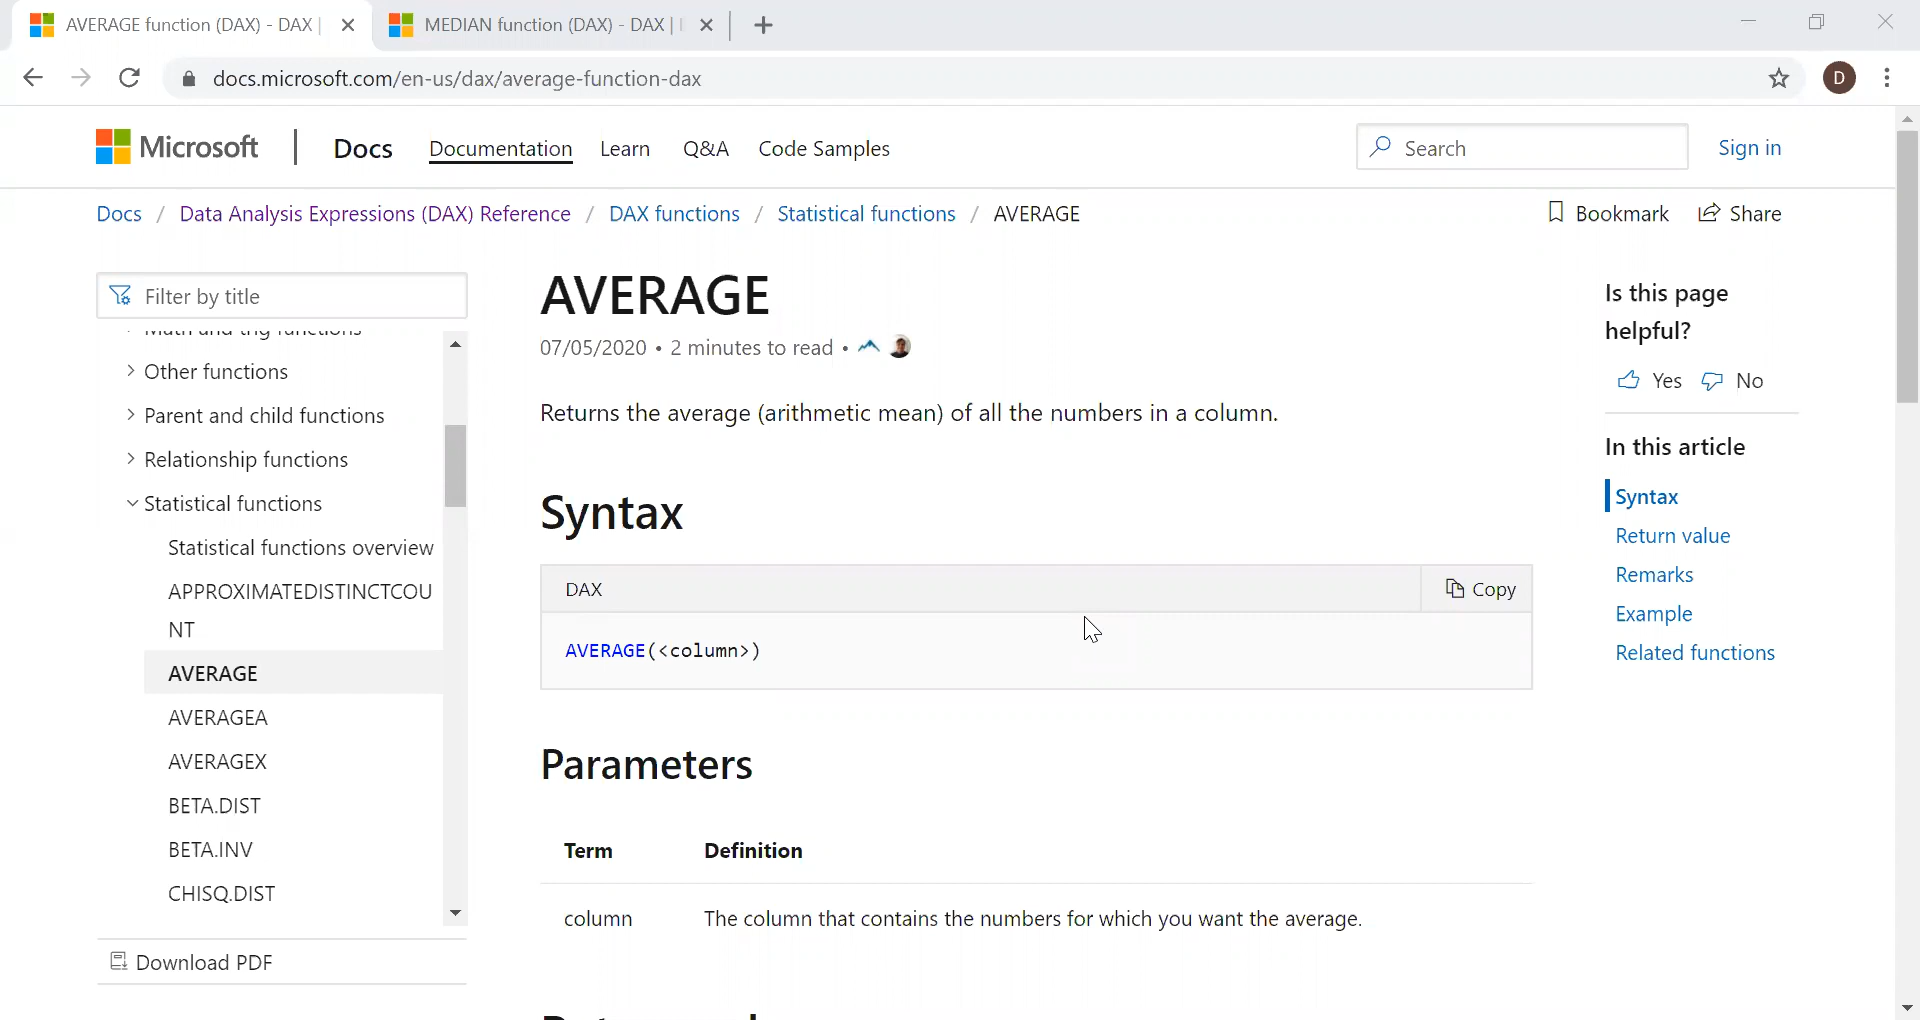 AVERAGE function (DAX) - DAX |
MEDIAN function (DAX) - DAX |
docs.microsoft.com/en-us/dax/average-function-dax
D
Microsoft
Docs
Documentation
Learn
Q&A
Code Samples
Search
Sign in
Docs / Data Analysis Expressions (DAX) Reference / DAX functions / Statistical functions / AVERAGE
Bookmark
Share
Filter by title
Math and trig functions
Other functions
Parent and child functions
Relationship functions
Statistical functions
Statistical functions overview
APPROXIMATEDISTINCTCOU
NT
AVERAGE
AVERAGEA
AVERAGEX
BETA.DIST
BETA.INV
CHISQ.DIST
Download PDF
AVERAGE
07/05/2020 • 2 minutes to read •
Returns the average (arithmetic mean) of all the numbers in a column.
Syntax
DAX
Copy
AVERAGE(<column>)
Parameters
Term Definition
column The column that contains the numbers for which you want the average.
Is this page
helpful?
Yes No
In this article
Syntax
Return value
Remarks
Example
Related functions